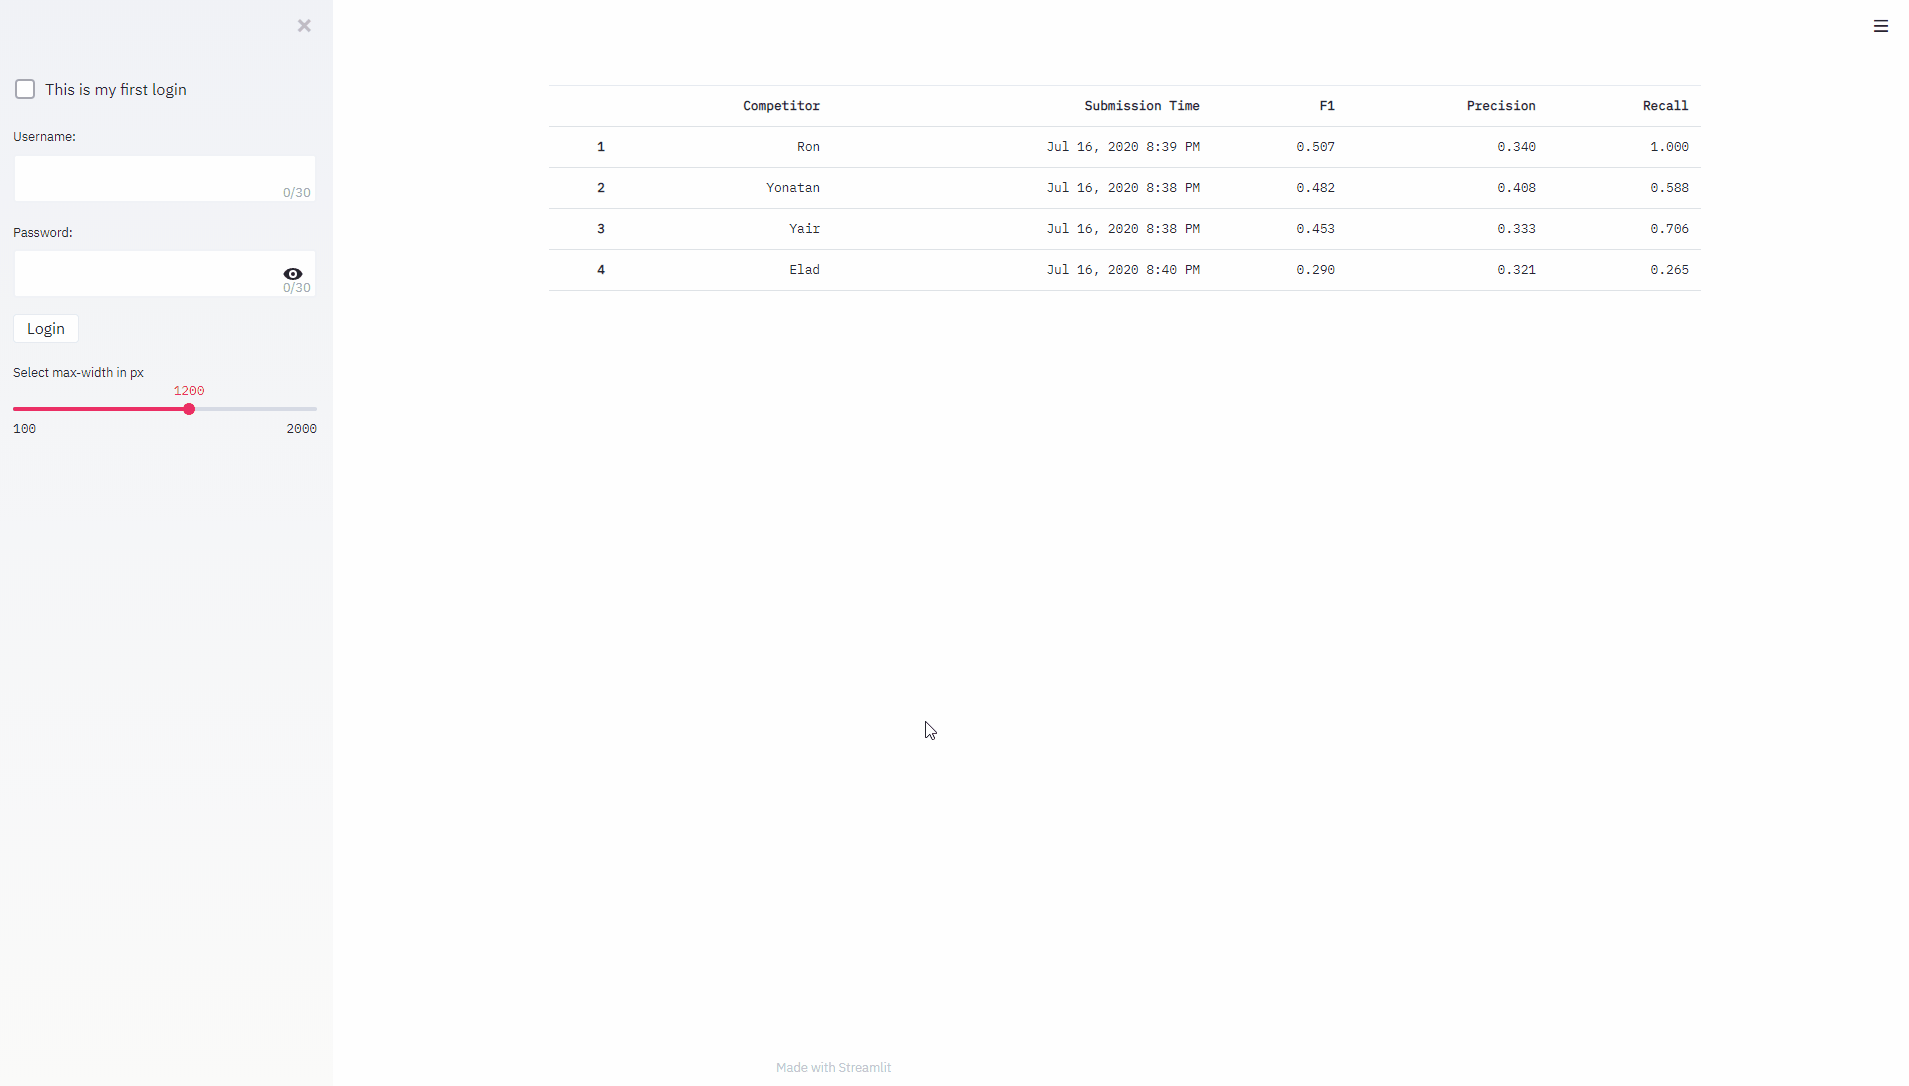 This is my first login
Username:
0/30
Password:
0/30
Login
Select max-width in px
1200
100 2000
Competitor Submission Time F1 Precision Recall
1 Ron Jul 16, 2020 8:39 PM 0.507 0.340 1.000
2 Yonatan Jul 16, 2020 8:38 PM 0.482 0.408 0.588
3 Yair Jul 16, 2020 8:38 PM 0.453 0.333 0.706
4 Elad Jul 16, 2020 8:40 PM 0.290 0.321 0.265
Made with Streamlit